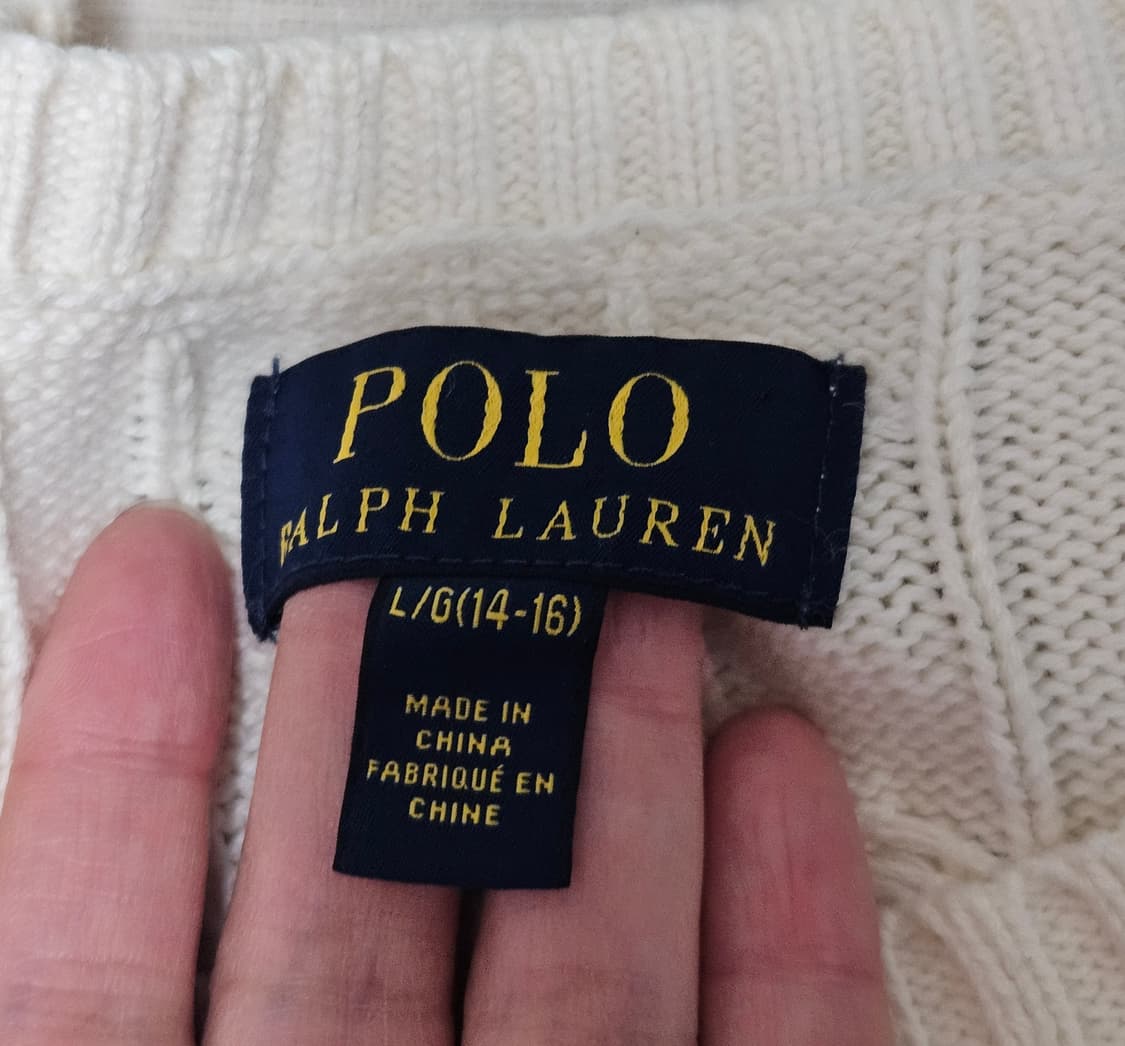 POLO
RALPH LAUREN
L/G(14-16)
MADE IN
CHINA
FABRIQUÉ EN
CHINE